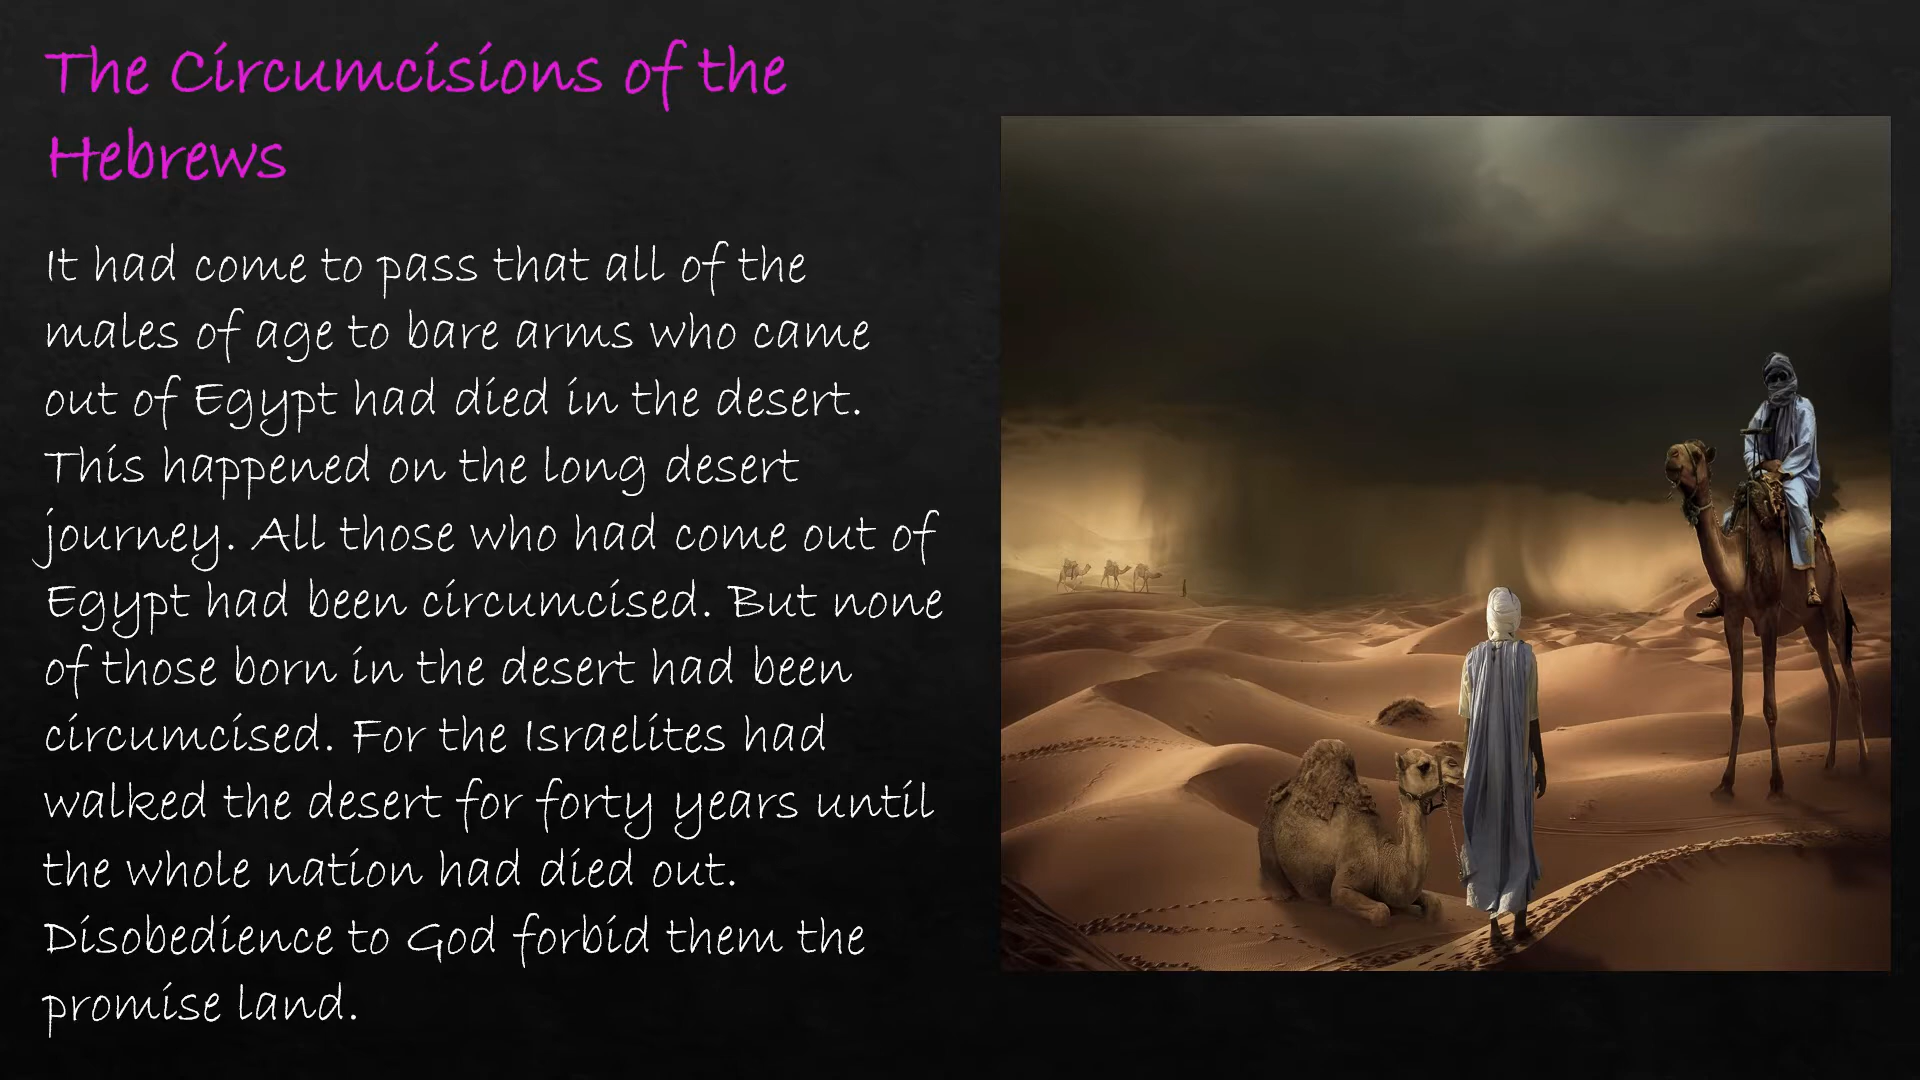 The Circumcisions of the
Hebrews
It had come to pass that all of the
males of age to bare arms who came
out of Egypt had died in the desert.
This happened on the long desert
journey. All those who had come out of
Egypt had been circumcised. But none
of those born in the desert had been
circumcised. For the Israelites had
walked the desert for forty years until
the whole nation had died out.
Disobedience to God forbid them the
promise land.